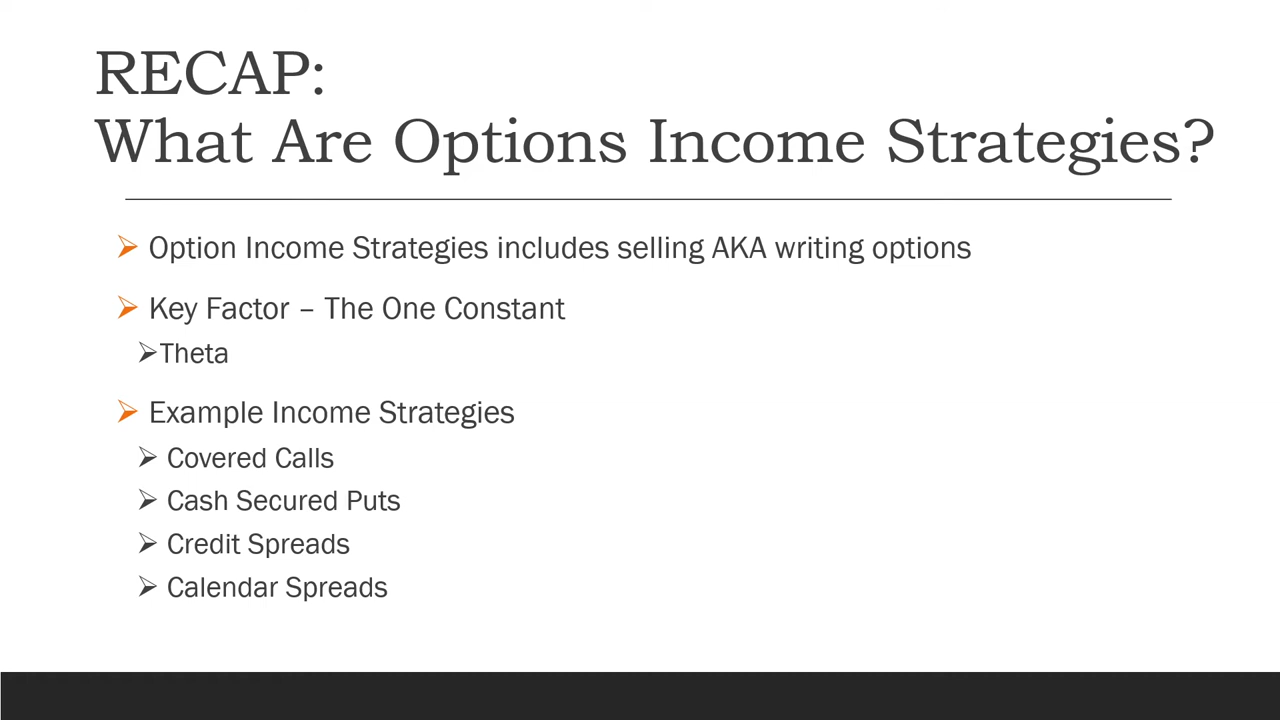 RECAP:
What Are Options Income Strategies?
➢ Option Income Strategies includes selling AKA writing options
➢ Key Factor – The One Constant
➢Theta
➢ Example Income Strategies
➢ Covered Calls
➢ Cash Secured Puts
➢ Credit Spreads
➢ Calendar Spreads